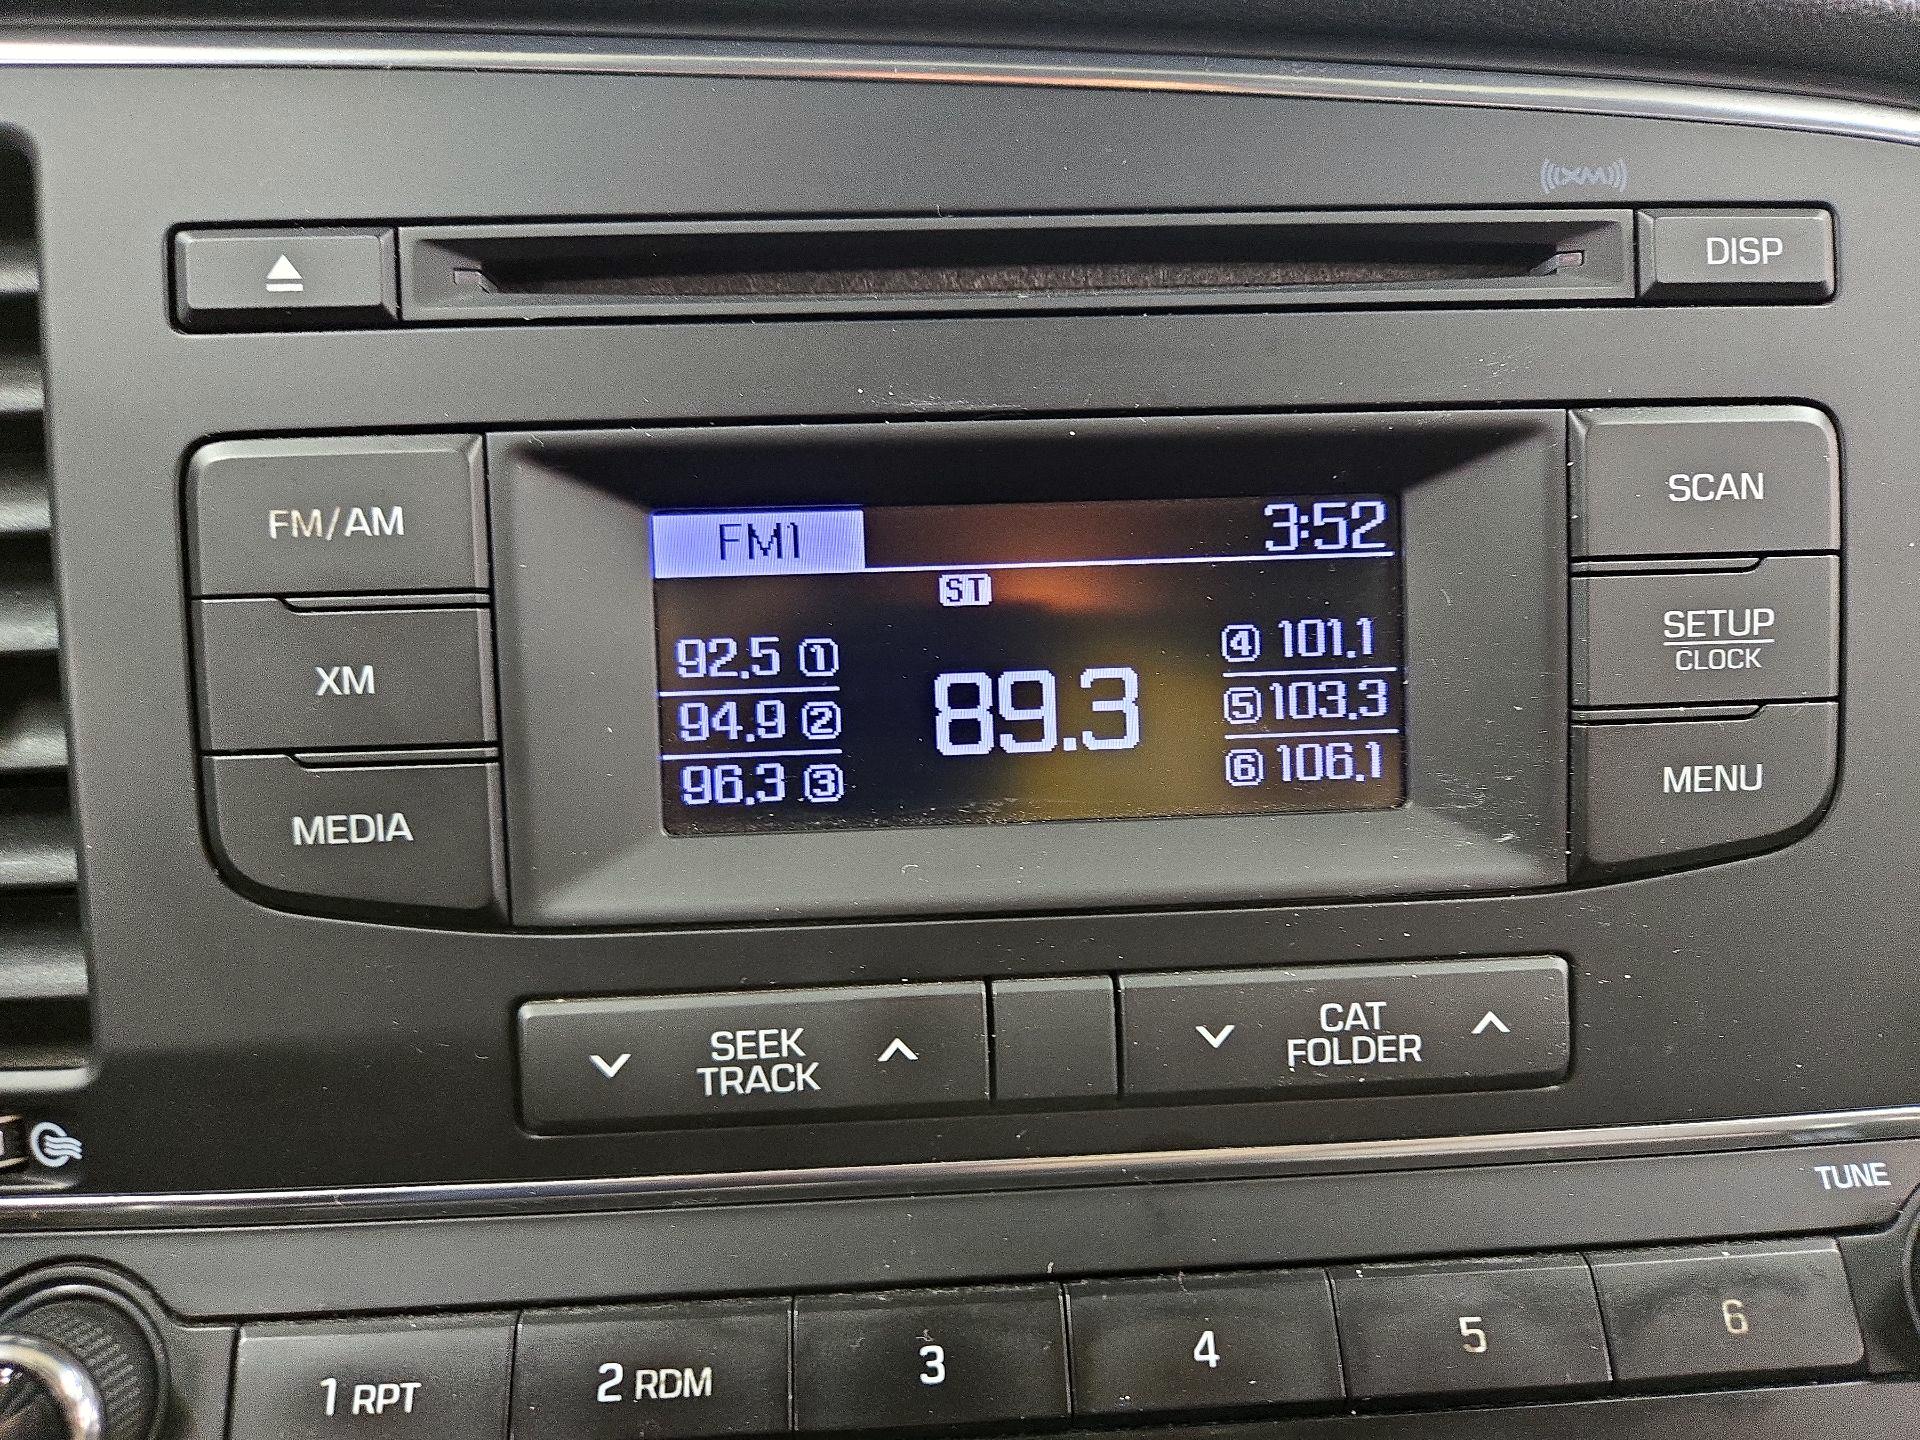 ((XM))
DISP
FM/AM
XM
MEDIA
FM1
3:52
ST
92.5 1
94.9 2
96.3 3
89.3
4 101.1
5 103.3
6 106.1
SCAN
SETUP
CLOCK
MENU
SEEK
TRACK
CAT
FOLDER
TUNE
1 RPT
2 RDM
3
4
5
6